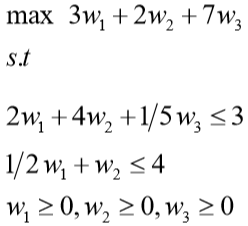 max 3w₁ + 2w₂ + 7w₃
s.t
2w₁ + 4w₂ + 1/5 w₃ ≤ 3
1/2 w₁ + w₂ ≤ 4
w₁ ≥ 0, w₂ ≥ 0, w₃ ≥ 0